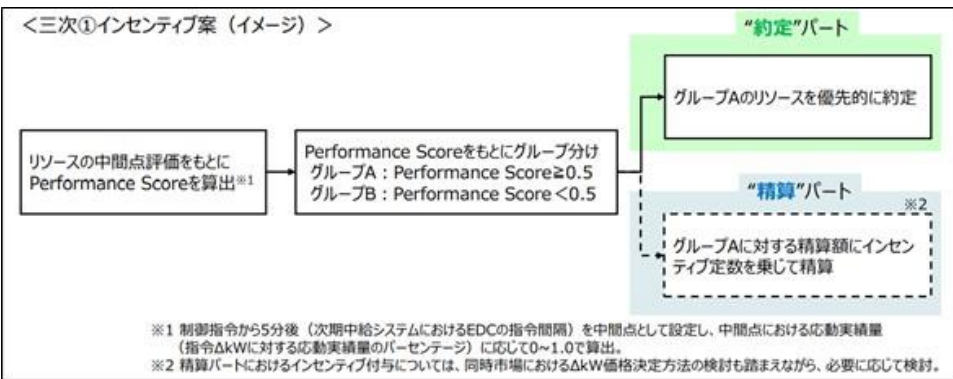 ＜三次①インセンティブ案（イメージ）＞
“約定”パート
グループAのリソースを優先的に約定
リソースの中間点評価をもとに
Performance Scoreを算出※1
Performance Scoreをもとにグループ分け
グループA：Performance Score≧0.5
グループB：Performance Score＜0.5
“精算”パート
※2
グループAに対する精算額にインセン
ティブ定数を乗じて精算
※1 制御指令から5分後（次期中給システムにおけるEDCの指令間隔）を中間点として設定し、中間点における応動実績量
（指令ΔkWに対する応動実績量のパーセンテージ）に応じて0~1.0で算出。
※2 精算パートにおけるインセンティブ付与については、同時市場におけるΔkW価格決定方法の検討も踏まえながら、必要に応じて検討。